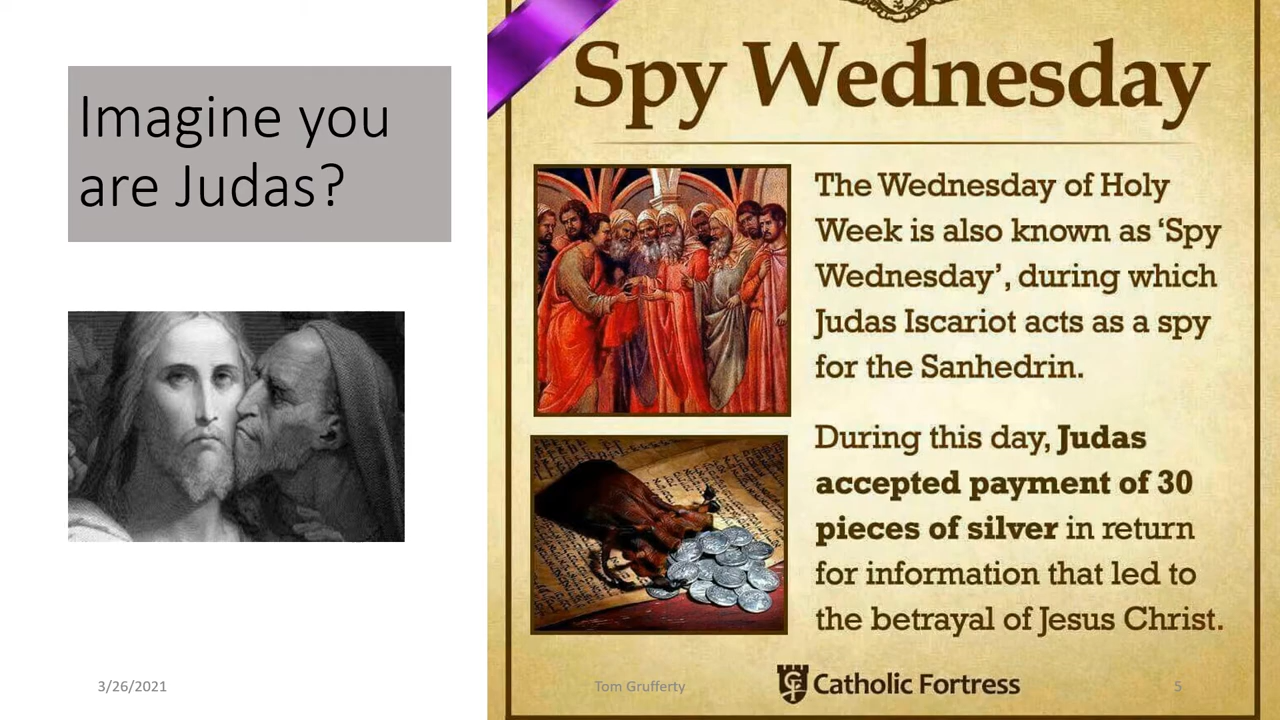 Imagine you
are Judas?
Spy Wednesday
The Wednesday of Holy
Week is also known as ‘Spy
Wednesday’, during which
Judas Iscariot acts as a spy
for the Sanhedrin.
During this day, Judas
accepted payment of 30
pieces of silver in return
for information that led to
the betrayal of Jesus Christ.
Catholic Fortress
3/26/2021
Tom Grufferty
5